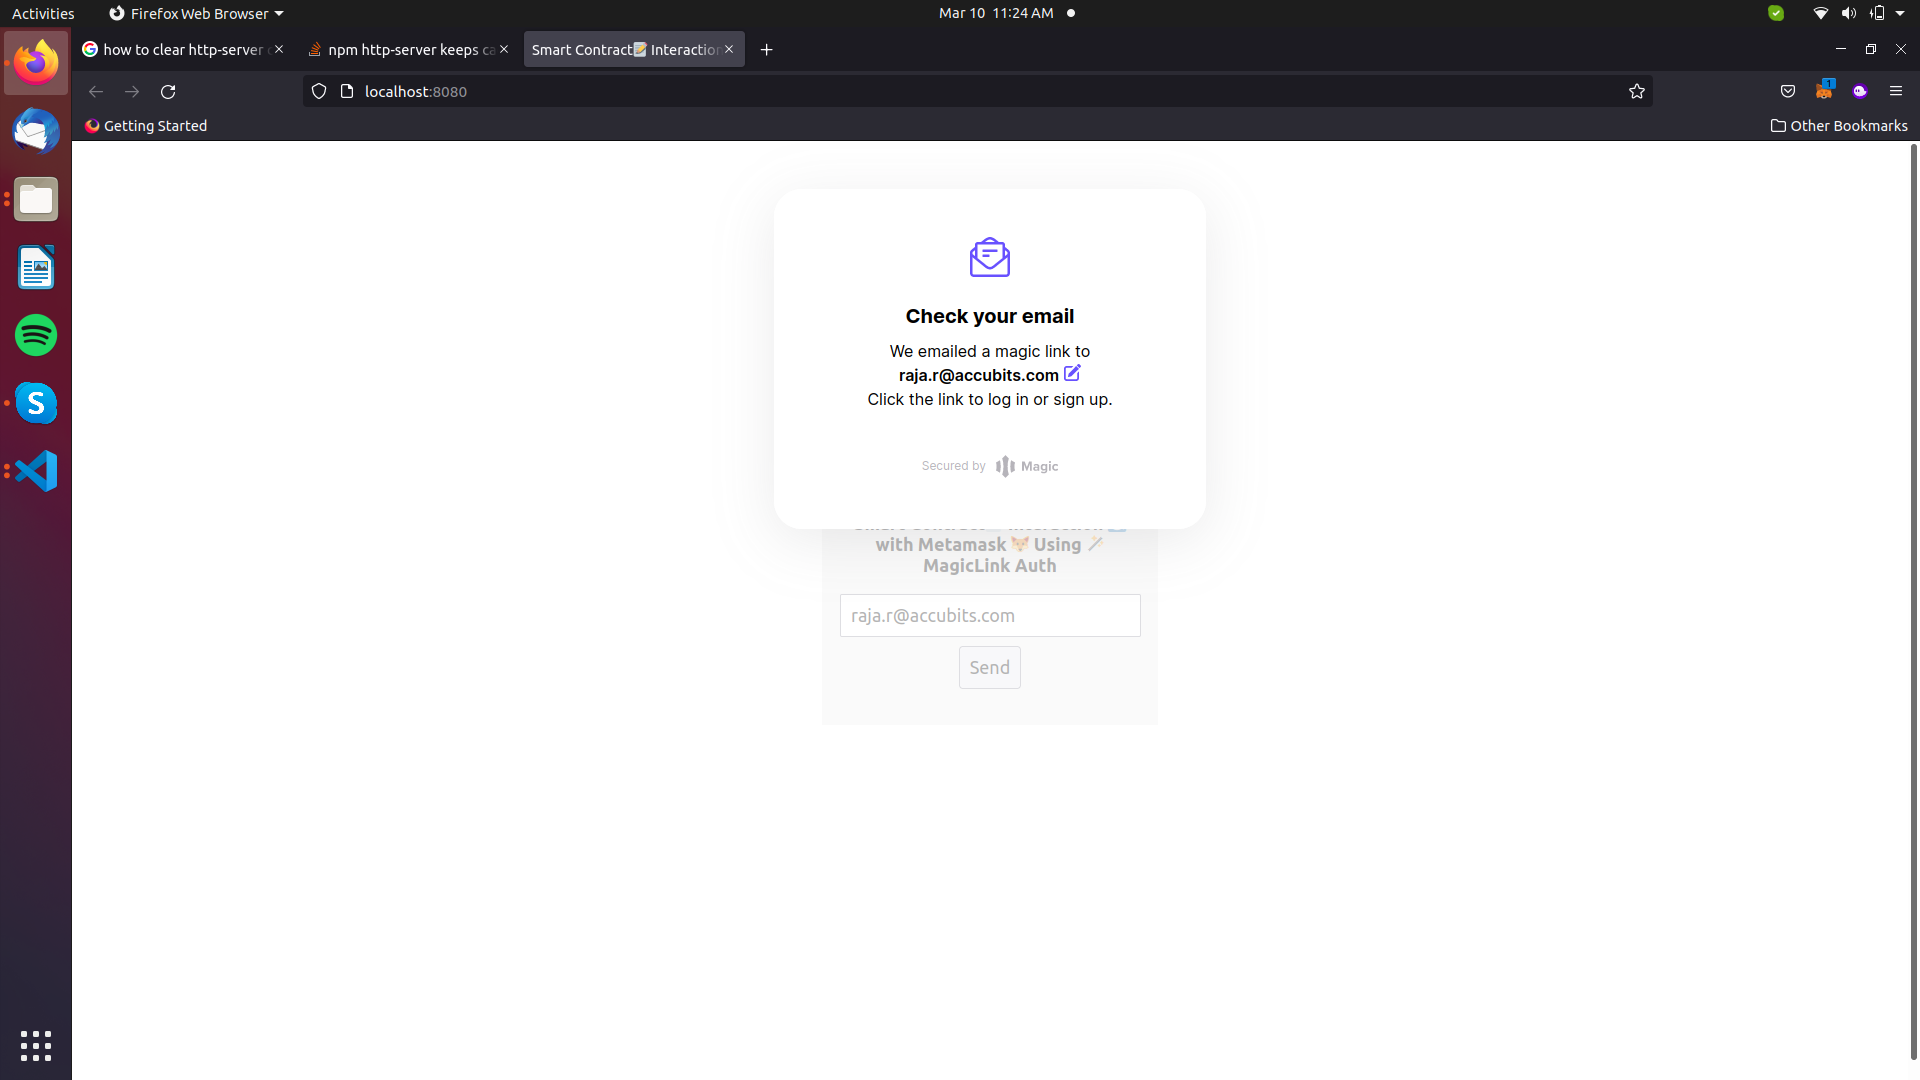 Activities
Firefox Web Browser
Mar 10 11:24 AM
how to clear http-server
npm http-server keeps ca
Smart Contract📝 Interaction
localhost:8080
1
Getting Started
Other Bookmarks
Check your email
We emailed a magic link to
raja.r@accubits.com
Click the link to log in or sign up.
Secured by Magic
with Metamask 🦊 Using 🪄
MagicLink Auth
raja.r@accubits.com
Send